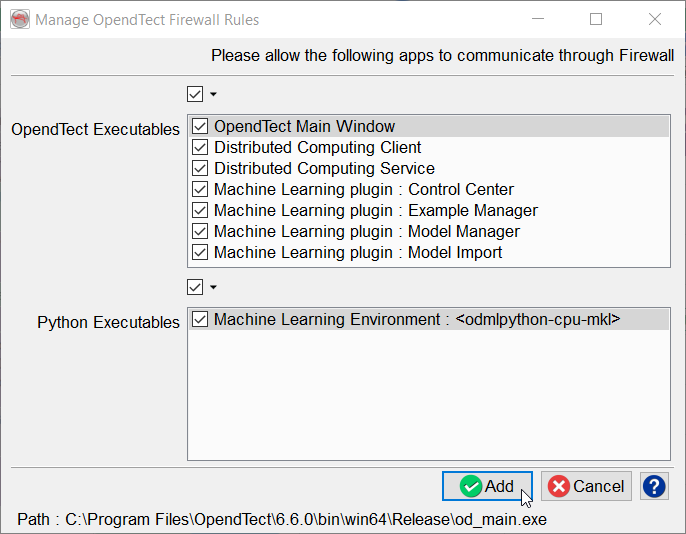 Manage OpendTect Firewall Rules
Please allow the following apps to communicate through Firewall
OpendTect Executables
OpendTect Main Window
Distributed Computing Client
Distributed Computing Service
Machine Learning plugin : Control Center
Machine Learning plugin : Example Manager
Machine Learning plugin : Model Manager
Machine Learning plugin : Model Import
Python Executables
Machine Learning Environment : <odmlpython-cpu-mkl>
Add Cancel ?
Path : C:\Program Files\OpendTect\6.6.0\bin\win64\Release\od_main.exe